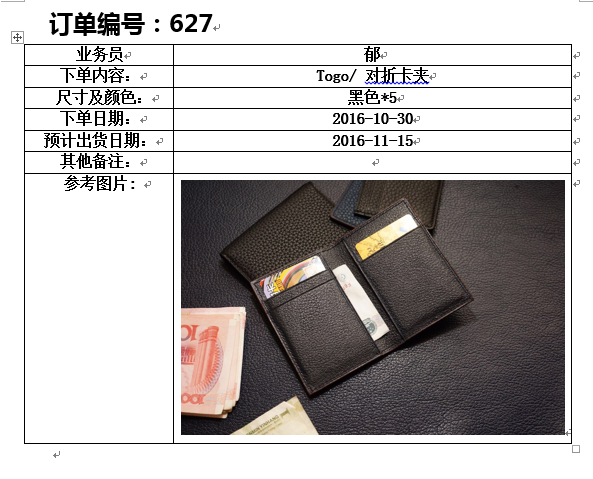 订单编号：627
业务员 郁
下单内容： Togo/ 对折卡夹
尺寸及颜色： 黑色*5
下单日期： 2016-10-30
预计出货日期： 2016-11-15
其他备注：
参考图片：
100